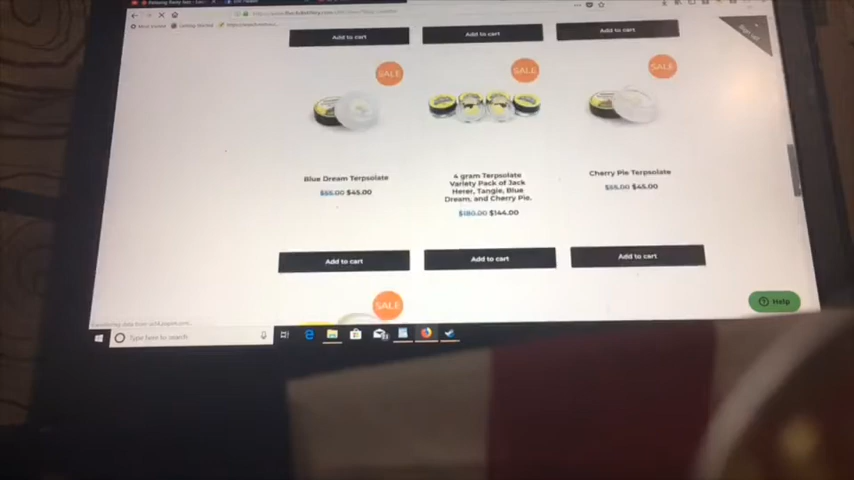 Add to cart Add to cart Add to cart
Sign up!
SALE SALE SALE
Blue Dream Terpsolate
$55.00 $45.00
4 gram Terpsolate
Variety Pack of Jack
Herer, Tangie, Blue
Dream, and Cherry Pie.
$180.00 $144.00
Cherry Pie Terpsolate
$55.00 $45.00
Add to cart Add to cart Add to cart
SALE
Help
Type here to search